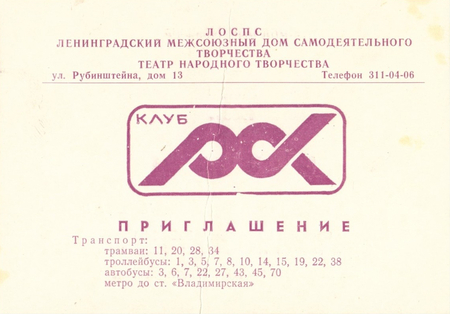 ЛОСПС
ЛЕНИНГРАДСКИЙ МЕЖСОЮЗНЫЙ ДОМ САМОДЕЯТЕЛЬНОГО
ТВОРЧЕСТВА
ТЕАТР НАРОДНОГО ТВОРЧЕСТВА
ул. Рубинштейна, дом 13 Телефон 311-04-06
КЛУБ
РОК
ПРИГЛАШЕНИЕ
Транспорт:
трамваи: 11, 20, 28, 34
троллейбусы: 1, 3, 5, 7, 8, 10, 14, 15, 19, 22, 38
автобусы: 3, 6, 7, 22, 27, 43, 45, 70
метро до ст. «Владимирская»